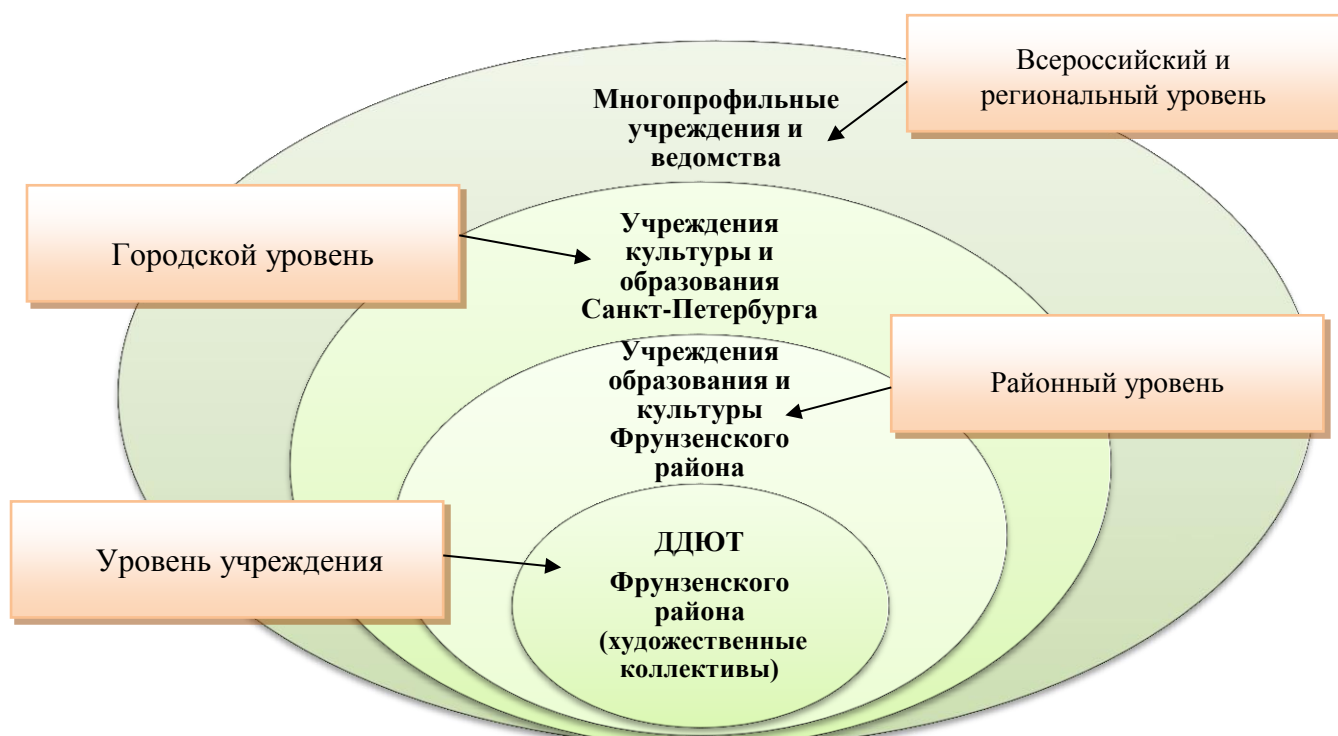 Всероссийский и
региональный уровень
Многопрофильные
учреждения и
ведомства
Городской уровень
Учреждения
культуры и
образования
Санкт-Петербурга
Районный уровень
Учреждения
образования и
культуры
Фрунзенского
района
Уровень учреждения
ДДЮТ
Фрунзенского
района
(художественные
коллективы)